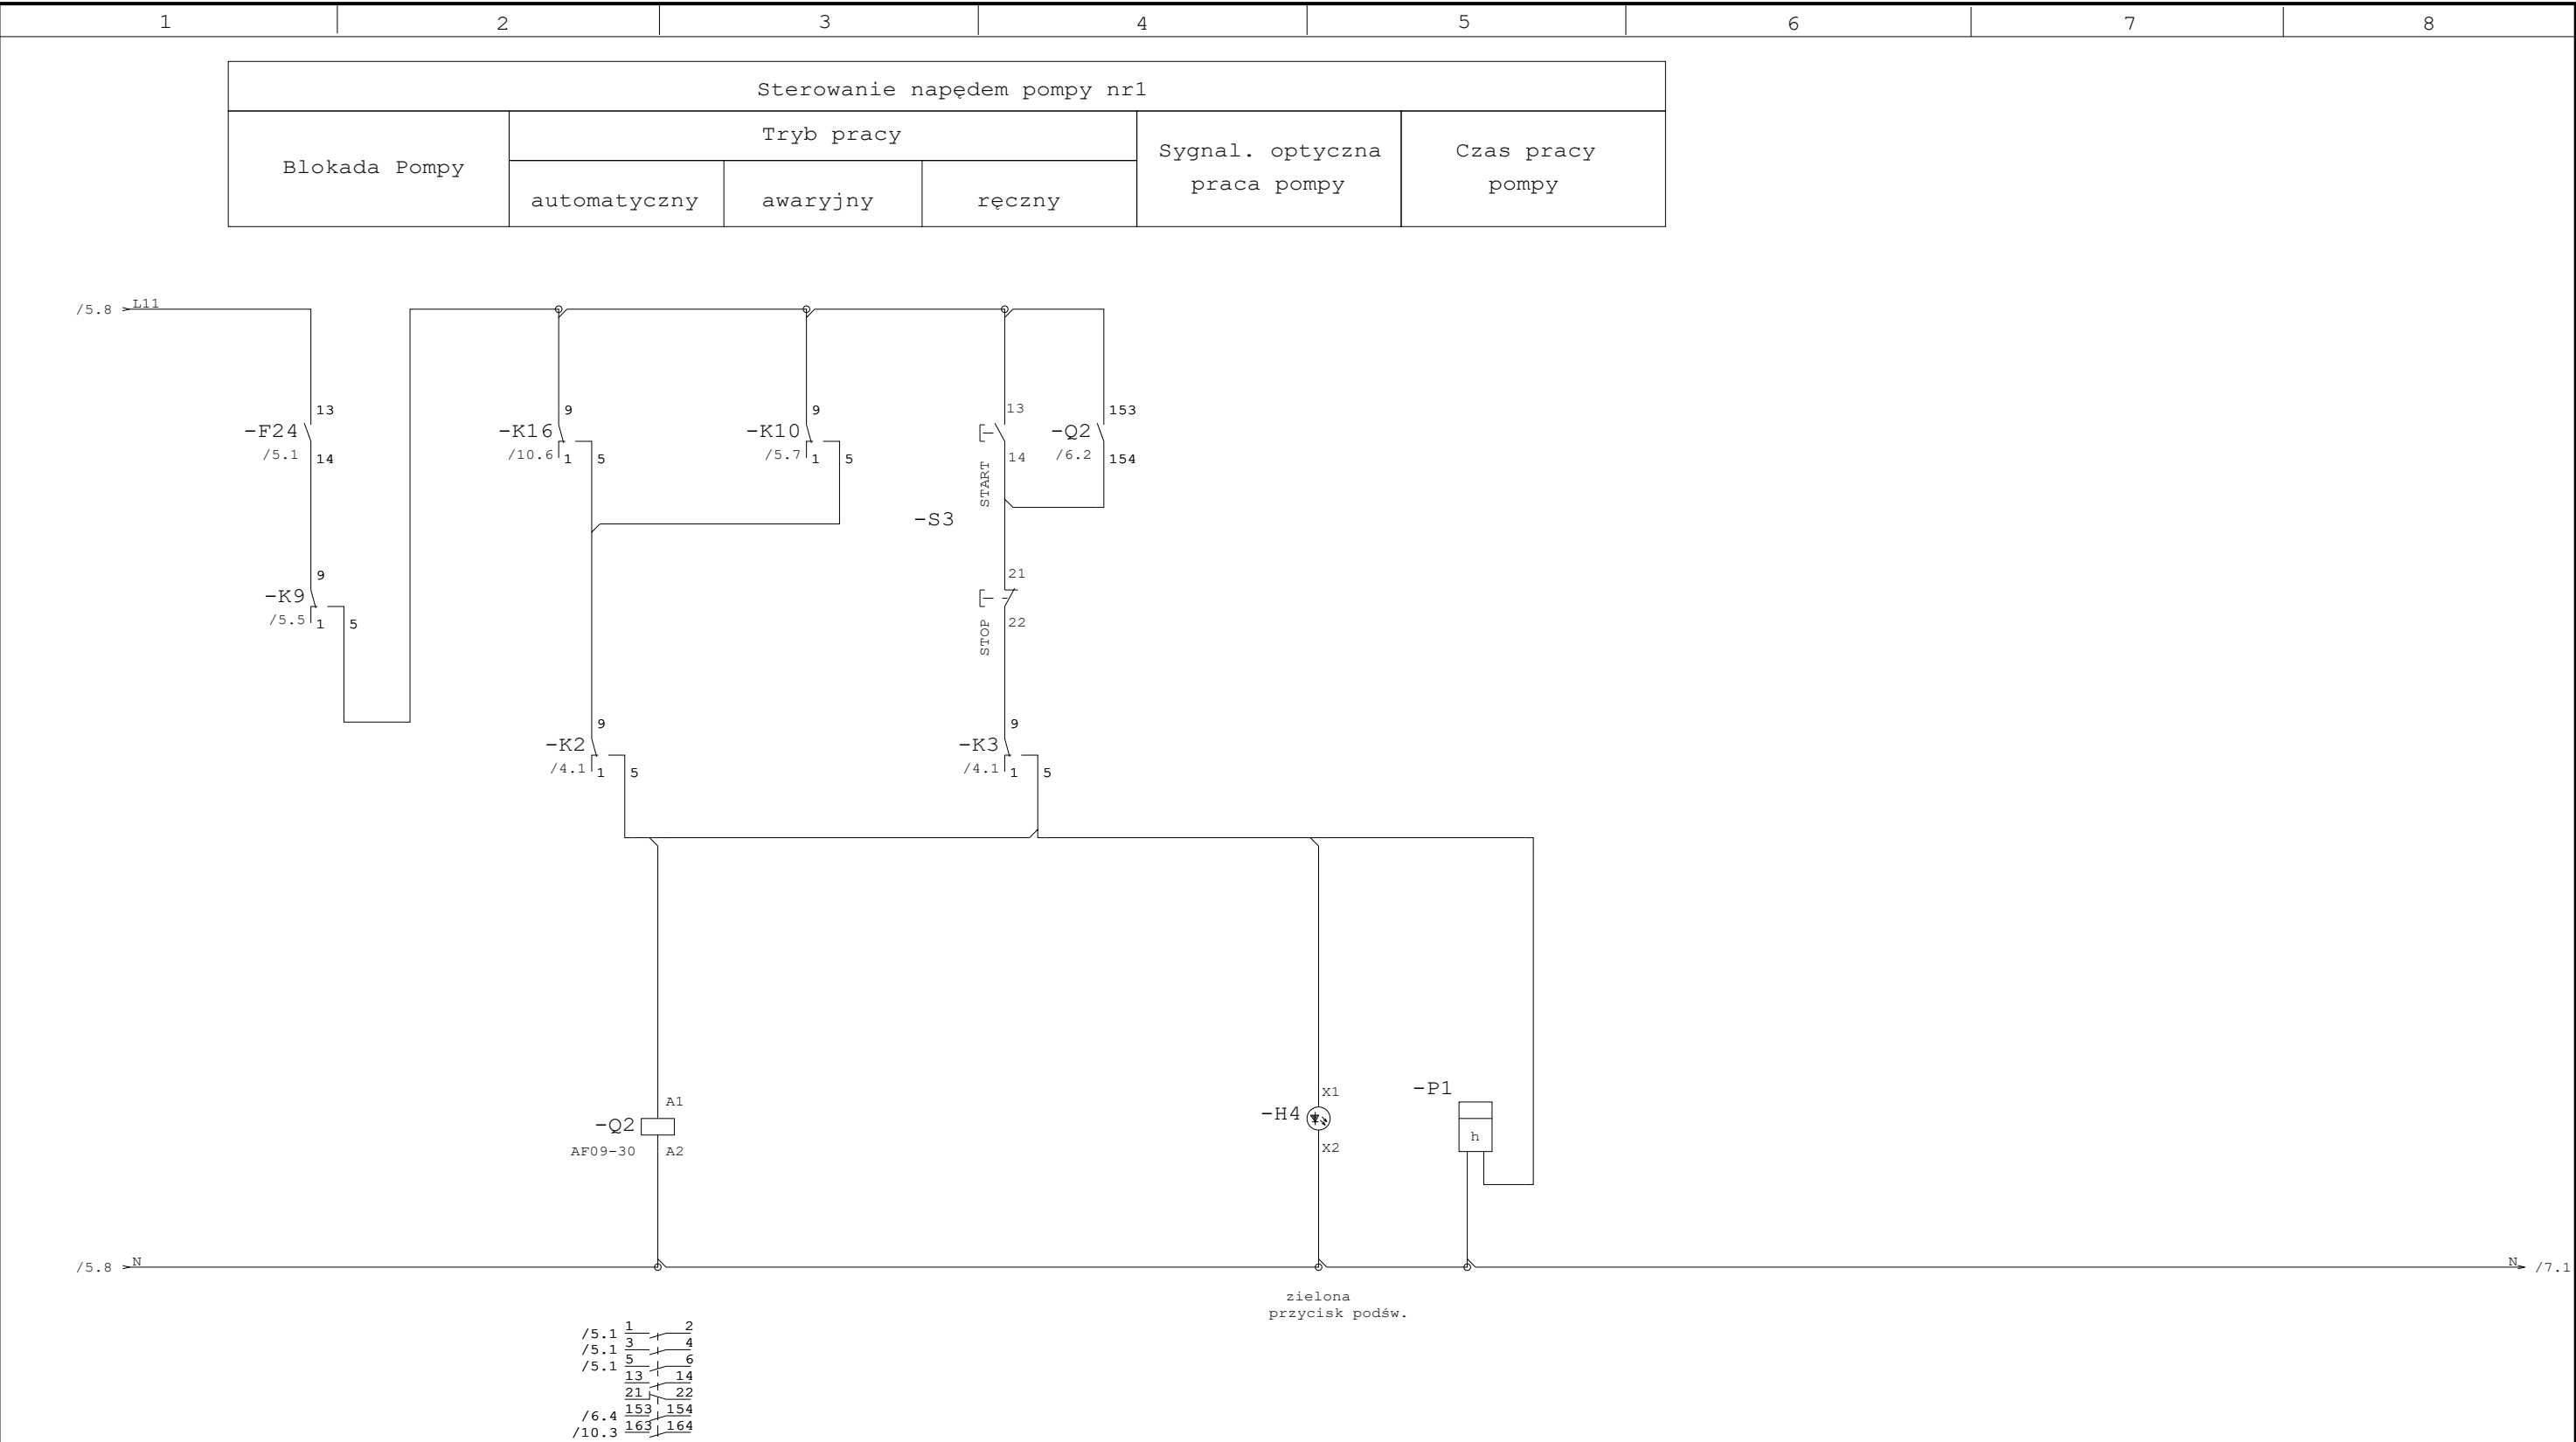 1 2 3 4 5 6 7 8
Sterowanie napędem pompy nr1
Blokada Pompy
Tryb pracy
automatyczny
awaryjny
ręczny
Sygnal. optyczna
praca pompy
Czas pracy
pompy
/5.8 L11
13
-F24
/5.1
14
9
-K16
/10.6
1 5
9
-K10
/5.7
1 5
13
14
START
153
-Q2
/6.2
154
-S3
9
-K9
/5.5
1 5
21
22
STOP
9
-K2
/4.1
1 5
9
-K3
/4.1
1 5
A1
-Q2
AF09-30
A2
X1
-H4
X2
-P1
h
/5.8 N
N /7.1
zielona
przycisk podśw.
/5.1 1 2
/5.1 3 4
/5.1 5 6
13 14
21 22
/6.4 153 154
/10.3 163 164